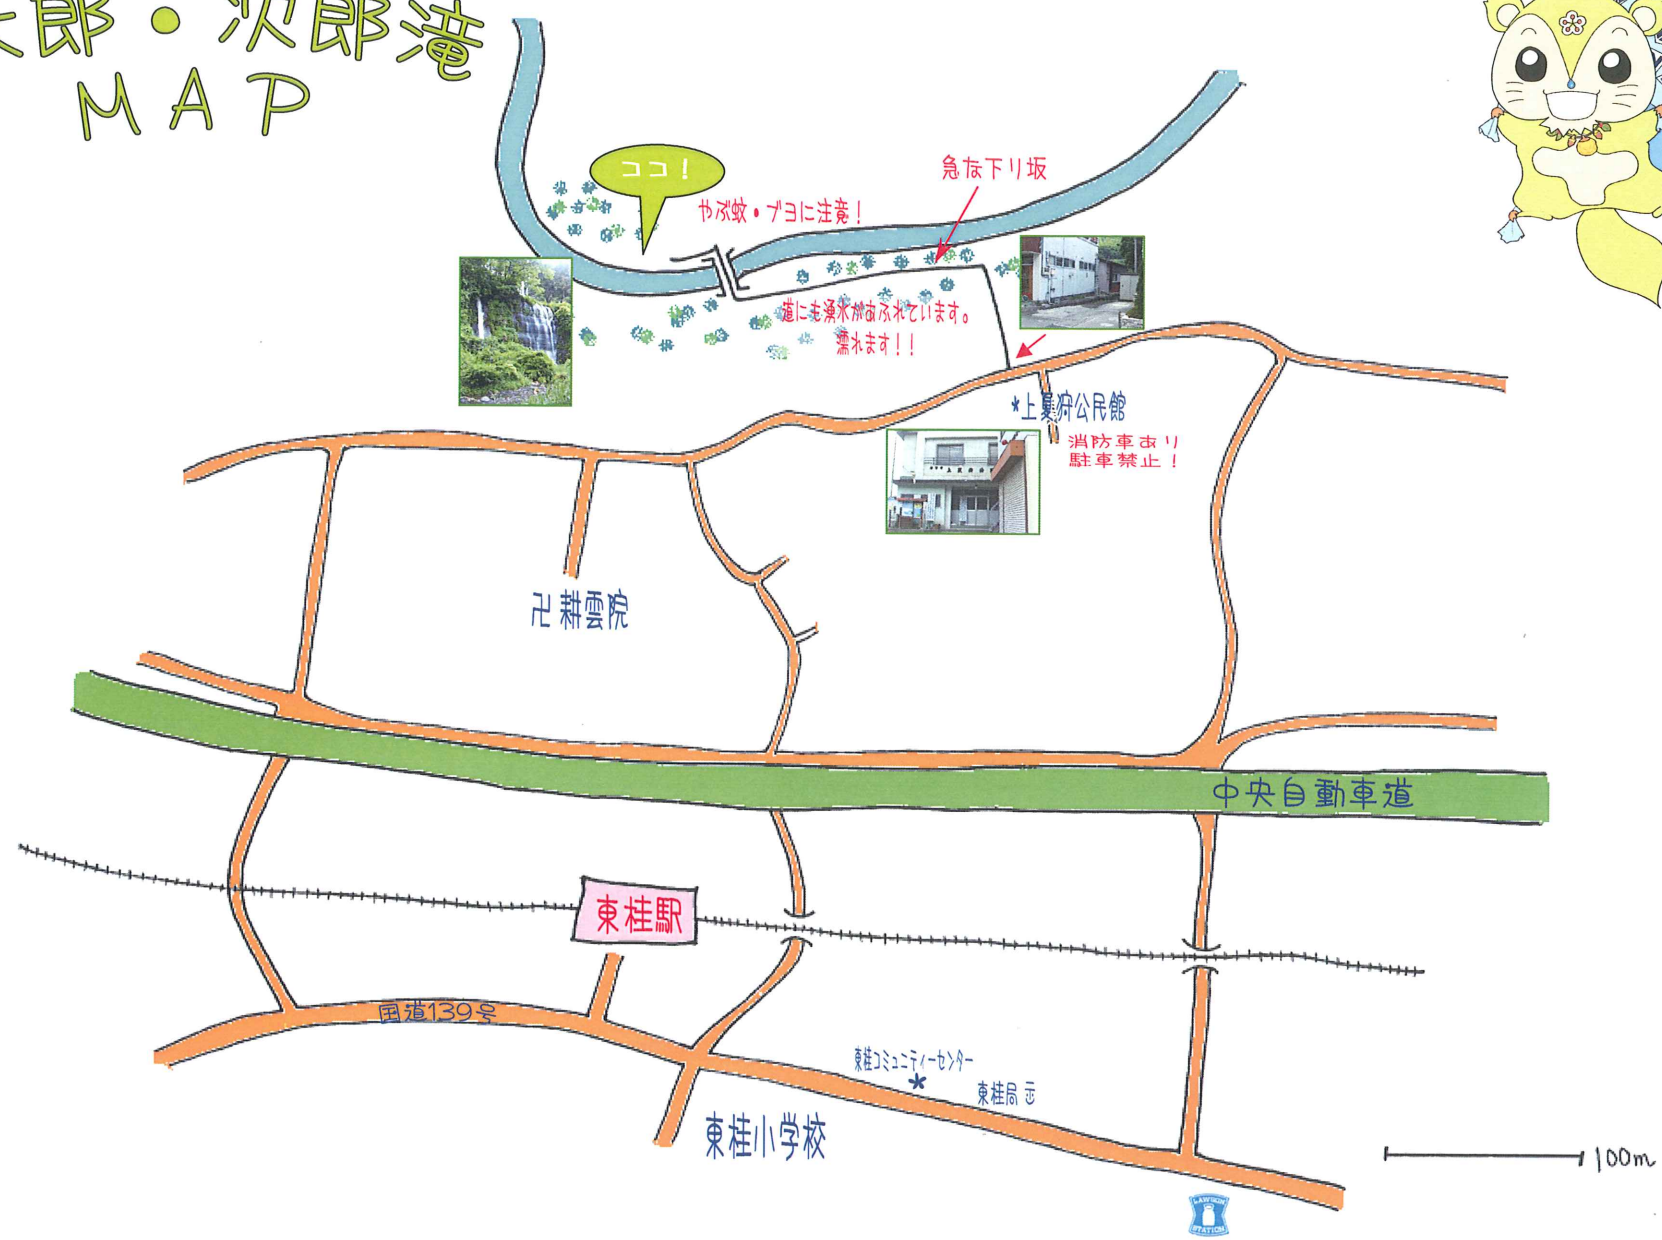 郎・次郎滝
MAP
ココ！
急な下り坂
やぶ蚊・ブヨに注意！
道にも湧水があふれています。
濡れます！！
*上夏狩公民館
消防車あり
駐車禁止！
卍耕雲院
中央自動車道
東桂駅
国道139号
東桂コミュニティーセンター
東桂局
東桂小学校
100m
LAWSON
STATION